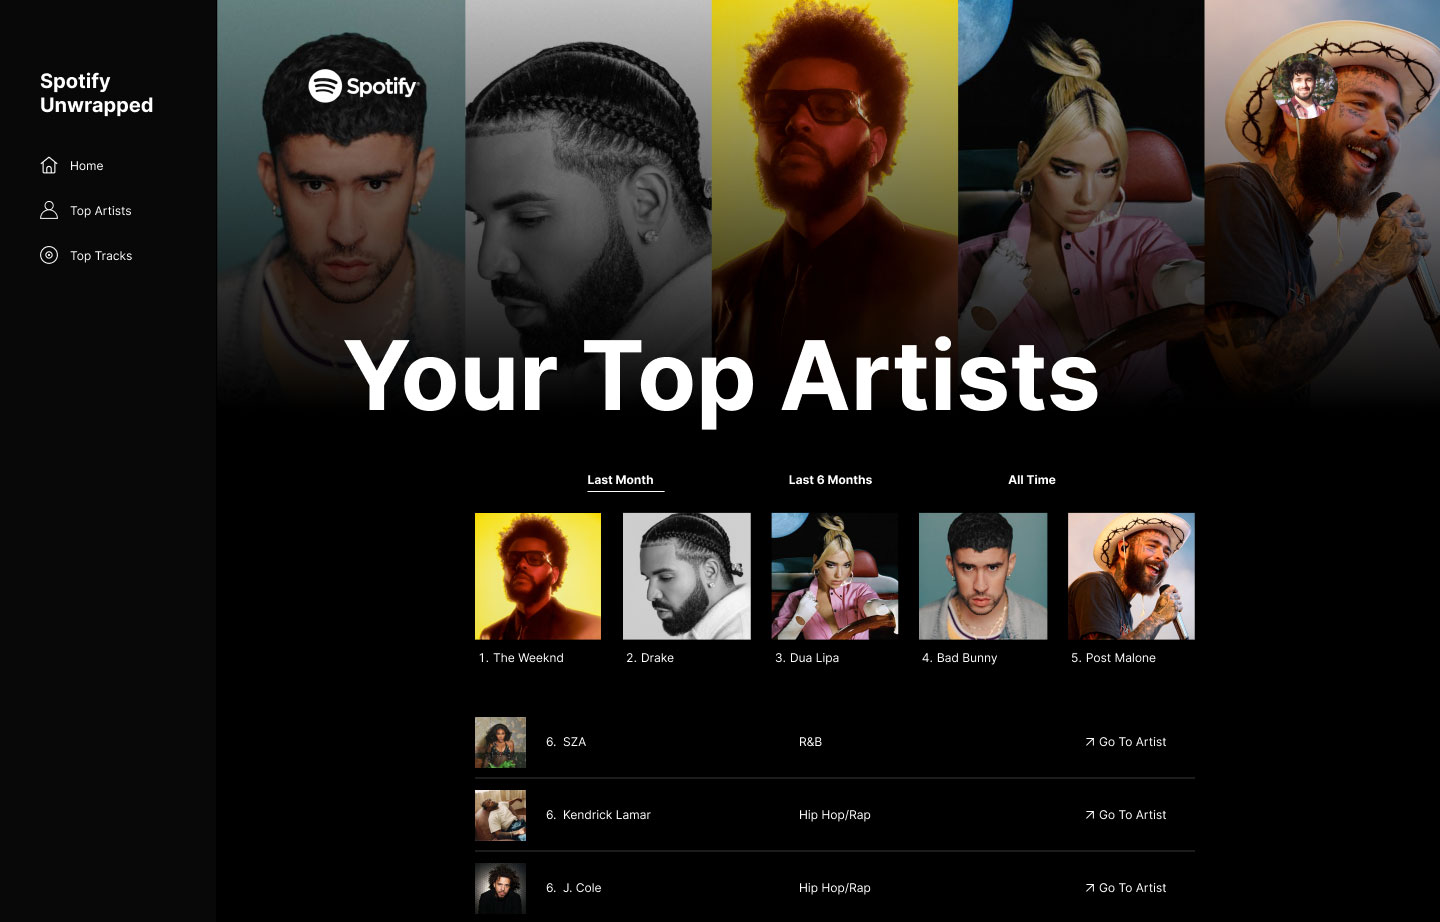 Spotify
Unwrapped
Home
Top Artists
Top Tracks
Spotify
Your Top Artists
Last Month
Last 6 Months
All Time
1. The Weeknd
2. Drake
3. Dua Lipa
4. Bad Bunny
5. Post Malone
6. SZA
R&B
Go To Artist
6. Kendrick Lamar
Hip Hop/Rap
Go To Artist
6. J. Cole
Hip Hop/Rap
Go To Artist